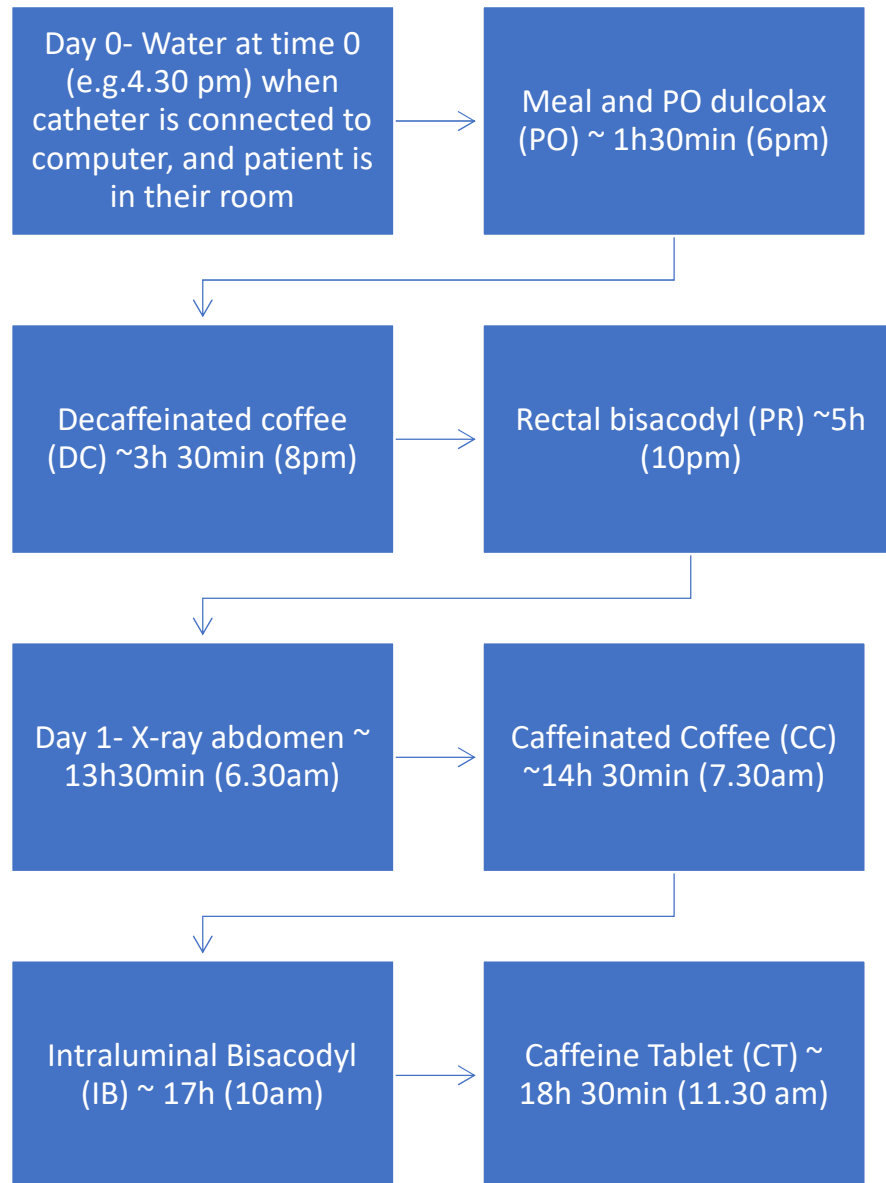 Day 0- Water at time 0
(e.g.4.30 pm) when
catheter is connected to
computer, and patient is
in their room
Meal and PO dulcolax
(PO) ~ 1h30min (6pm)
Decaffeinated coffee
(DC) ~3h 30min (8pm)
Rectal bisacodyl (PR) ~5h
(10pm)
Day 1- X-ray abdomen ~
13h30min (6.30am)
Caffeinated Coffee (CC)
~14h 30min (7.30am)
Intraluminal Bisacodyl
(IB) ~ 17h (10am)
Caffeine Tablet (CT) ~
18h 30min (11.30 am)